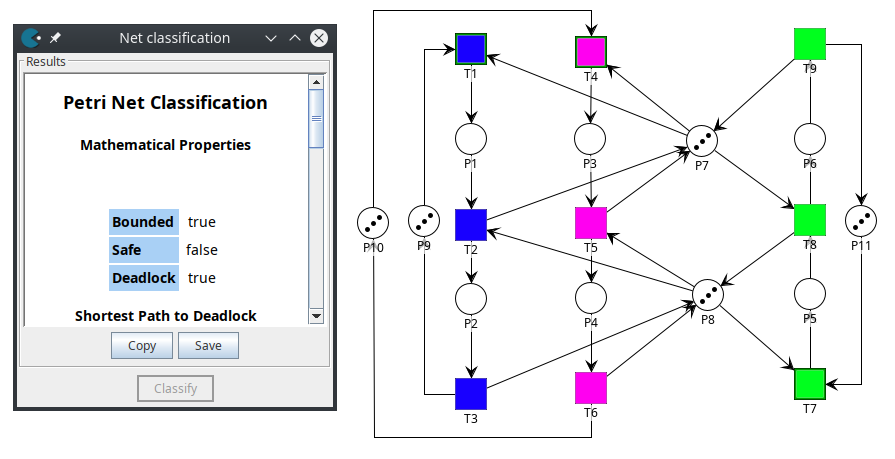 Net classification
Results
Petri Net Classification
Mathematical Properties
Bounded true
Safe false
Deadlock true
Shortest Path to Deadlock
Copy Save
Classify
T1 T4 T9
P1 P3 P7 P6
P10 P9 T2 T5 T8 P11
P2 P4 P8 P5
T3 T6 T7